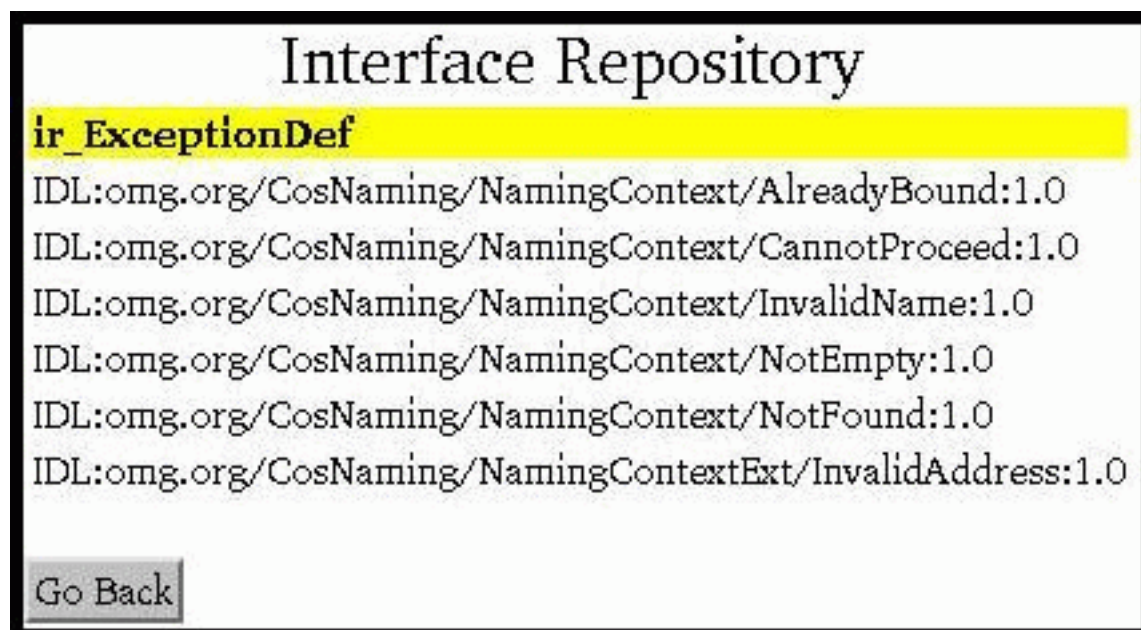 Interface Repository
ir_ExceptionDef
IDL:omg.org/CosNaming/NamingContext/AlreadyBound:1.0
IDL:omg.org/CosNaming/NamingContext/CannotProceed:1.0
IDL:omg.org/CosNaming/NamingContext/InvalidName:1.0
IDL:omg.org/CosNaming/NamingContext/NotEmpty:1.0
IDL:omg.org/CosNaming/NamingContext/NotFound:1.0
IDL:omg.org/CosNaming/NamingContextExt/InvalidAddress:1.0
Go Back